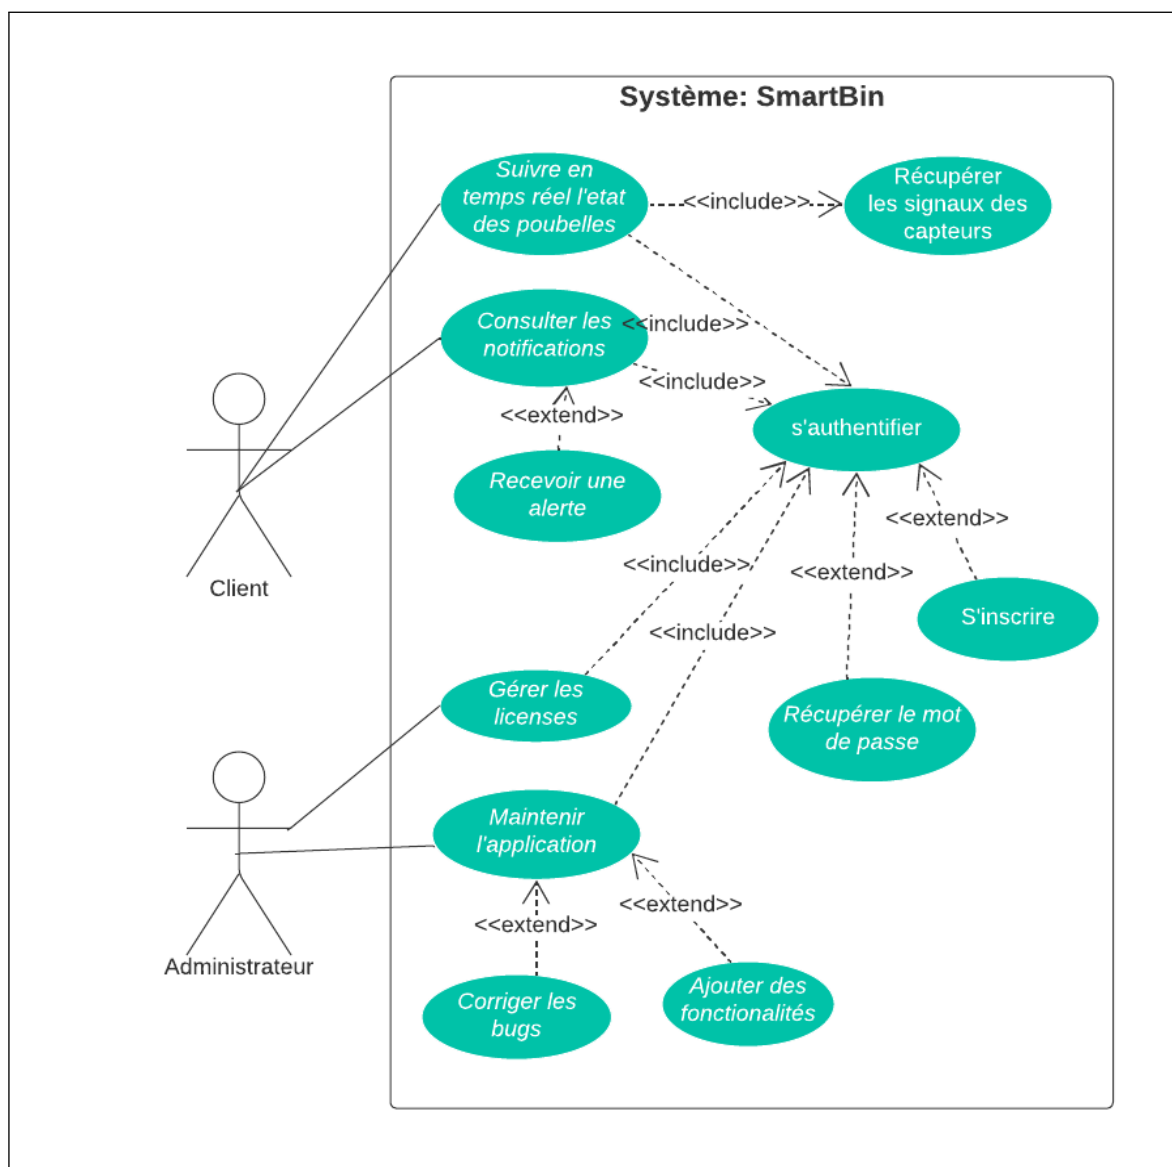 Système: SmartBin
Suivre en
temps réel l'etat
des poubelles
<<include>>
Récupérer
les signaux des
capteurs
Consulter les
notifications
<<include>>
<<include>>
<<extend>>
s'authentifier
Recevoir une
alerte
<<extend>>
<<include>>
<<extend>>
Client
S'inscrire
<<include>>
Gérer les
licenses
Récupérer le mot
de passe
Maintenir
l'application
<<extend>>
<<extend>>
Administrateur
Corriger les
bugs
Ajouter des
fonctionalités